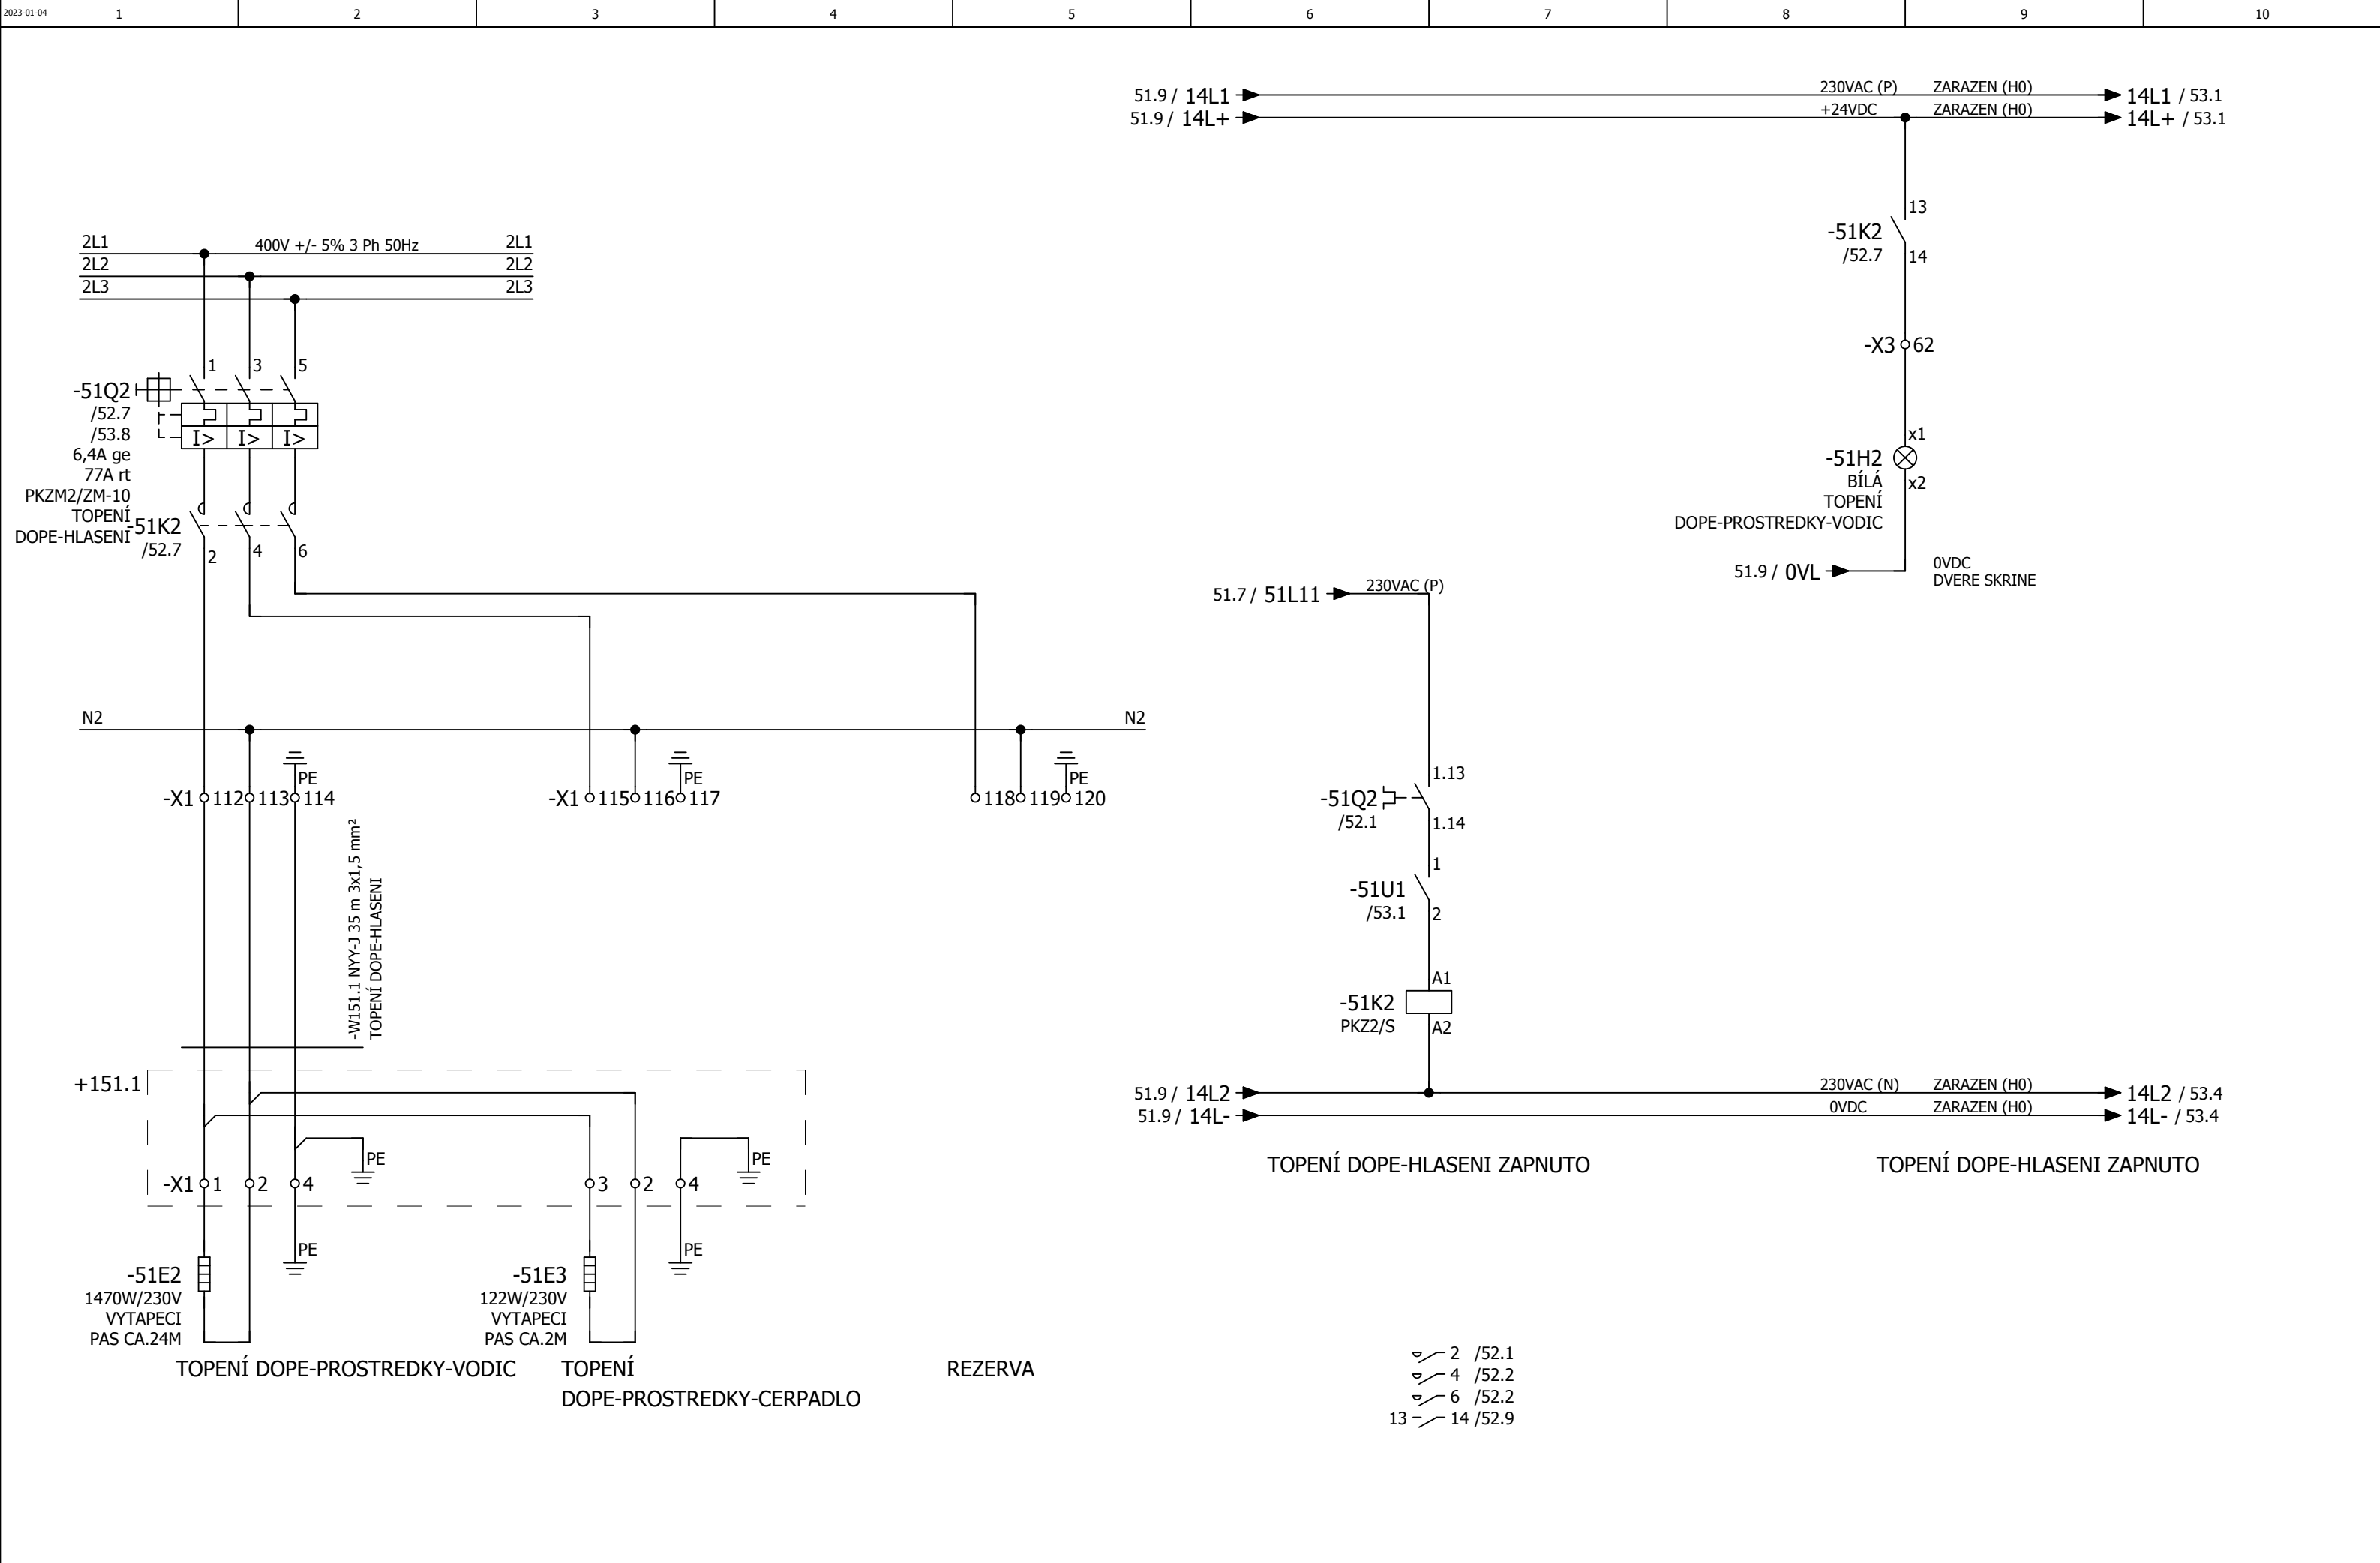 2023-01-04
1 2 3 4 5 6 7 8 9 10
51.9 / 14L1
230VAC (P) ZARAZEN (H0)
14L1 / 53.1
51.9 / 14L+
+24VDC ZARAZEN (H0)
14L+ / 53.1
2L1 400V +/- 5% 3 Ph 50Hz 2L1
2L2 2L2
2L3 2L3
1 3 5
-51Q2
/52.7
/53.8
6,4A ge
77A rt
PKZM2/ZM-10
TOPENÍ
DOPE-HLASENI
I> I> I>
-51K2
/52.7
2 4 6
13
-51K2
/52.7
14
-X3 62
x1
-51H2
BÍLÁ
x2
TOPENÍ
DOPE-PROSTREDKY-VODIC
51.9 / 0VL
0VDC
DVERE SKRINE
51.7 / 51L11
230VAC (P)
N2 N2
PE PE PE
-X1 112 113 114
-X1 115 116 117
118 119 120
1.13
-51Q2
/52.1
1.14
1
-51U1
/53.1
2
A1
-51K2
PKZ2/S
A2
-W151.1 NYY-J 35 m 3x1,5 mm²
TOPENÍ DOPE-HLASENI
+151.1
51.9 / 14L2
230VAC (N) ZARAZEN (H0)
14L2 / 53.4
51.9 / 14L-
0VDC ZARAZEN (H0)
14L- / 53.4
PE PE
-X1 1 2 4 3 2 4
TOPENÍ DOPE-HLASENI ZAPNUTO
TOPENÍ DOPE-HLASENI ZAPNUTO
PE PE
-51E2
1470W/230V
VYTAPECI
PAS CA.24M
-51E3
122W/230V
VYTAPECI
PAS CA.2M
TOPENÍ DOPE-PROSTREDKY-VODIC
TOPENÍ
DOPE-PROSTREDKY-CERPADLO
REZERVA
2 /52.1
4 /52.2
6 /52.2
13 14 /52.9